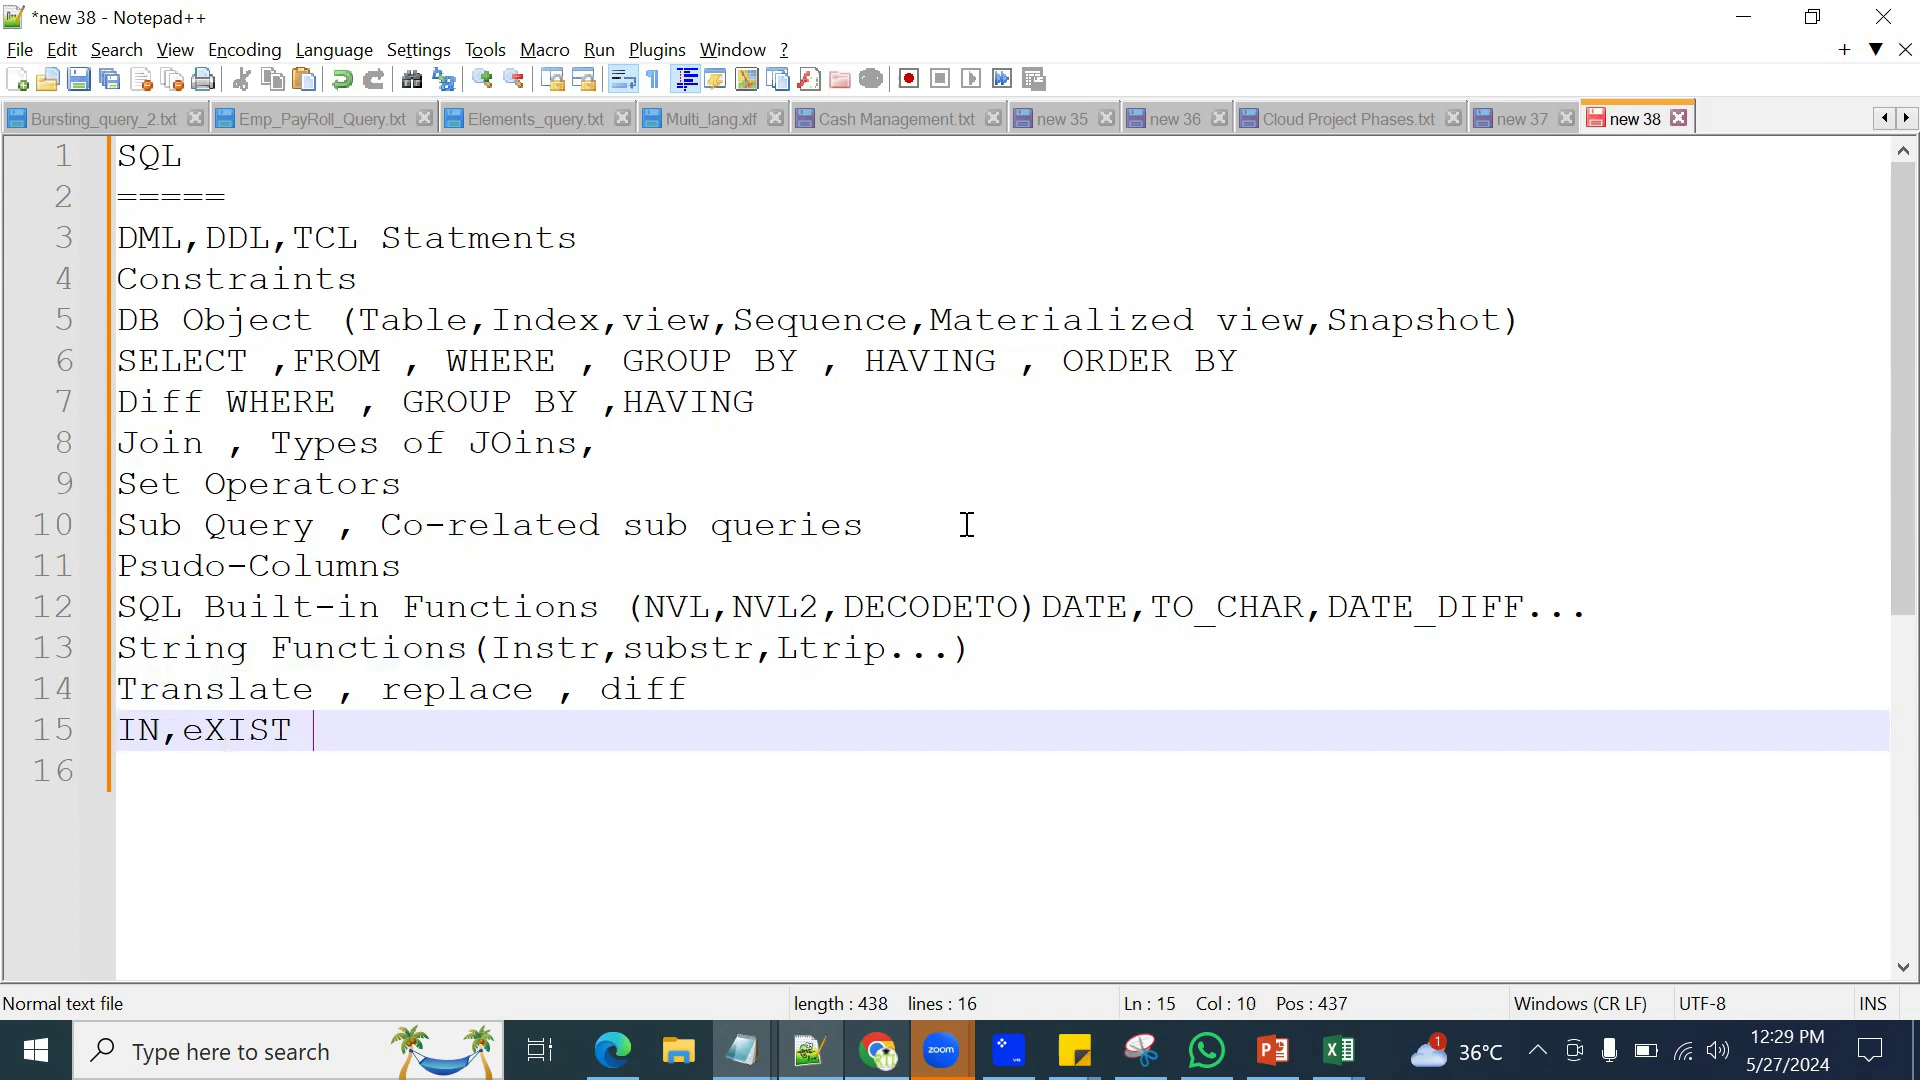 *new 38 - Notepad++
File Edit Search View Encoding Language Settings Tools Macro Run Plugins Window ?
Bursting_query_2.txt Emp_PayRoll_Query.txt Elements_query.txt Multi_lang.xlf Cash Management.txt new 35 new 36 Cloud Project Phases.txt new 37 new 38
1 SQL
2 =====
3 DML,DDL,TCL Statments
4 Constraints
5 DB Object (Table,Index,view,Sequence,Materialized view,Snapshot)
6 SELECT ,FROM , WHERE , GROUP BY , HAVING , ORDER BY
7 Diff WHERE , GROUP BY ,HAVING
8 Join , Types of JOins,
9 Set Operators
10 Sub Query , Co-related sub queries
11 Psudo-Columns
12 SQL Built-in Functions (NVL,NVL2,DECODETO)DATE,TO_CHAR,DATE_DIFF...
13 String Functions(Instr,substr,Ltrip...)
14 Translate , replace , diff
15 IN,eXIST
16
Normal text file length : 438 lines : 16 Ln : 15 Col : 10 Pos : 437 Windows (CR LF) UTF-8 INS
Type here to search zoom 1 36°C 12:29 PM
5/27/2024